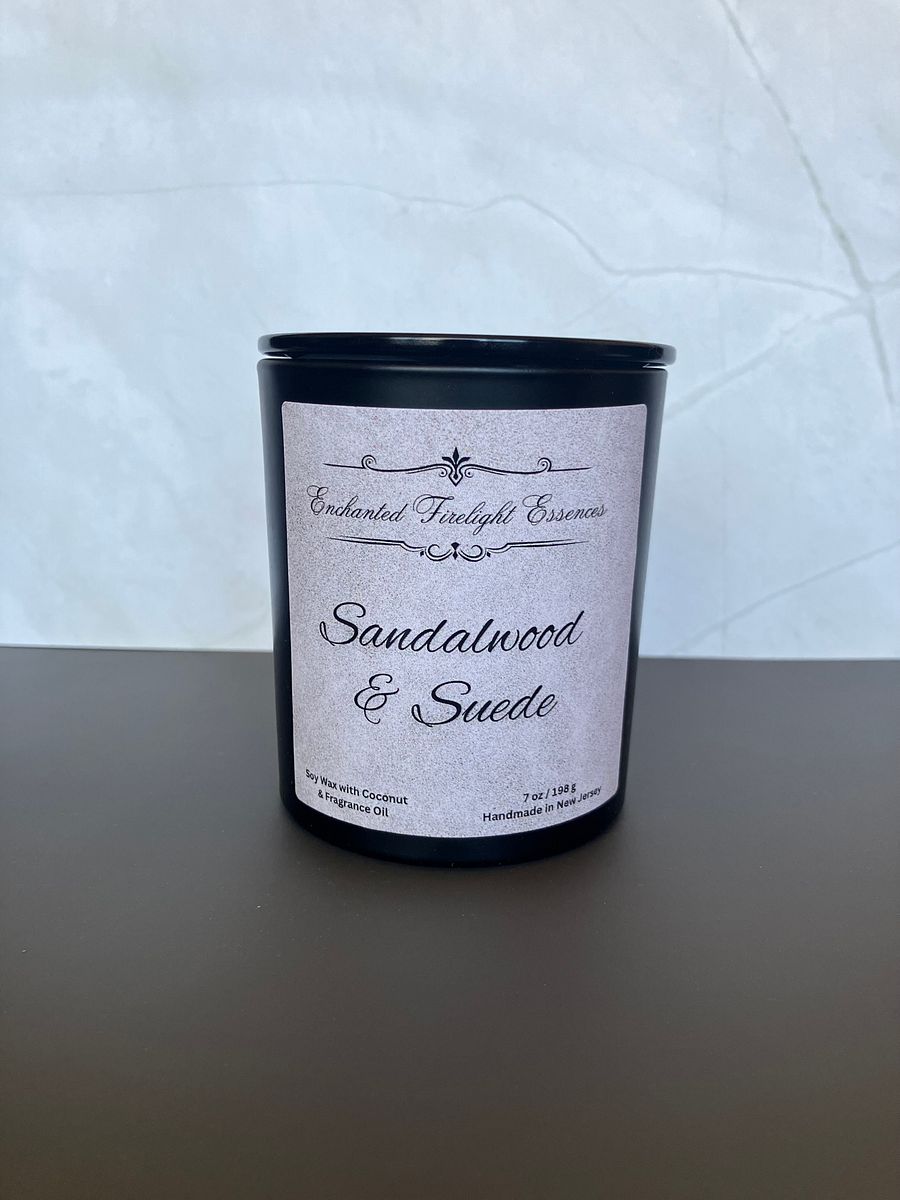 Enchanted Firelight Essences
Sandalwood
& Suede
Soy Wax with Coconut
& Fragrance Oil
7 oz / 198 g
Handmade in New Jersey